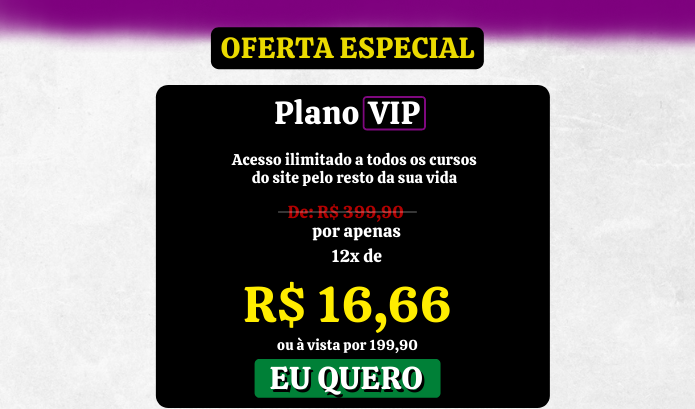 OFERTA ESPECIAL
Plano VIP
Acesso ilimitado a todos os cursos
do site pelo resto da sua vida
De: R$ 399,90
por apenas
12x de
R$ 16,66
ou à vista por 199,90
EU QUERO